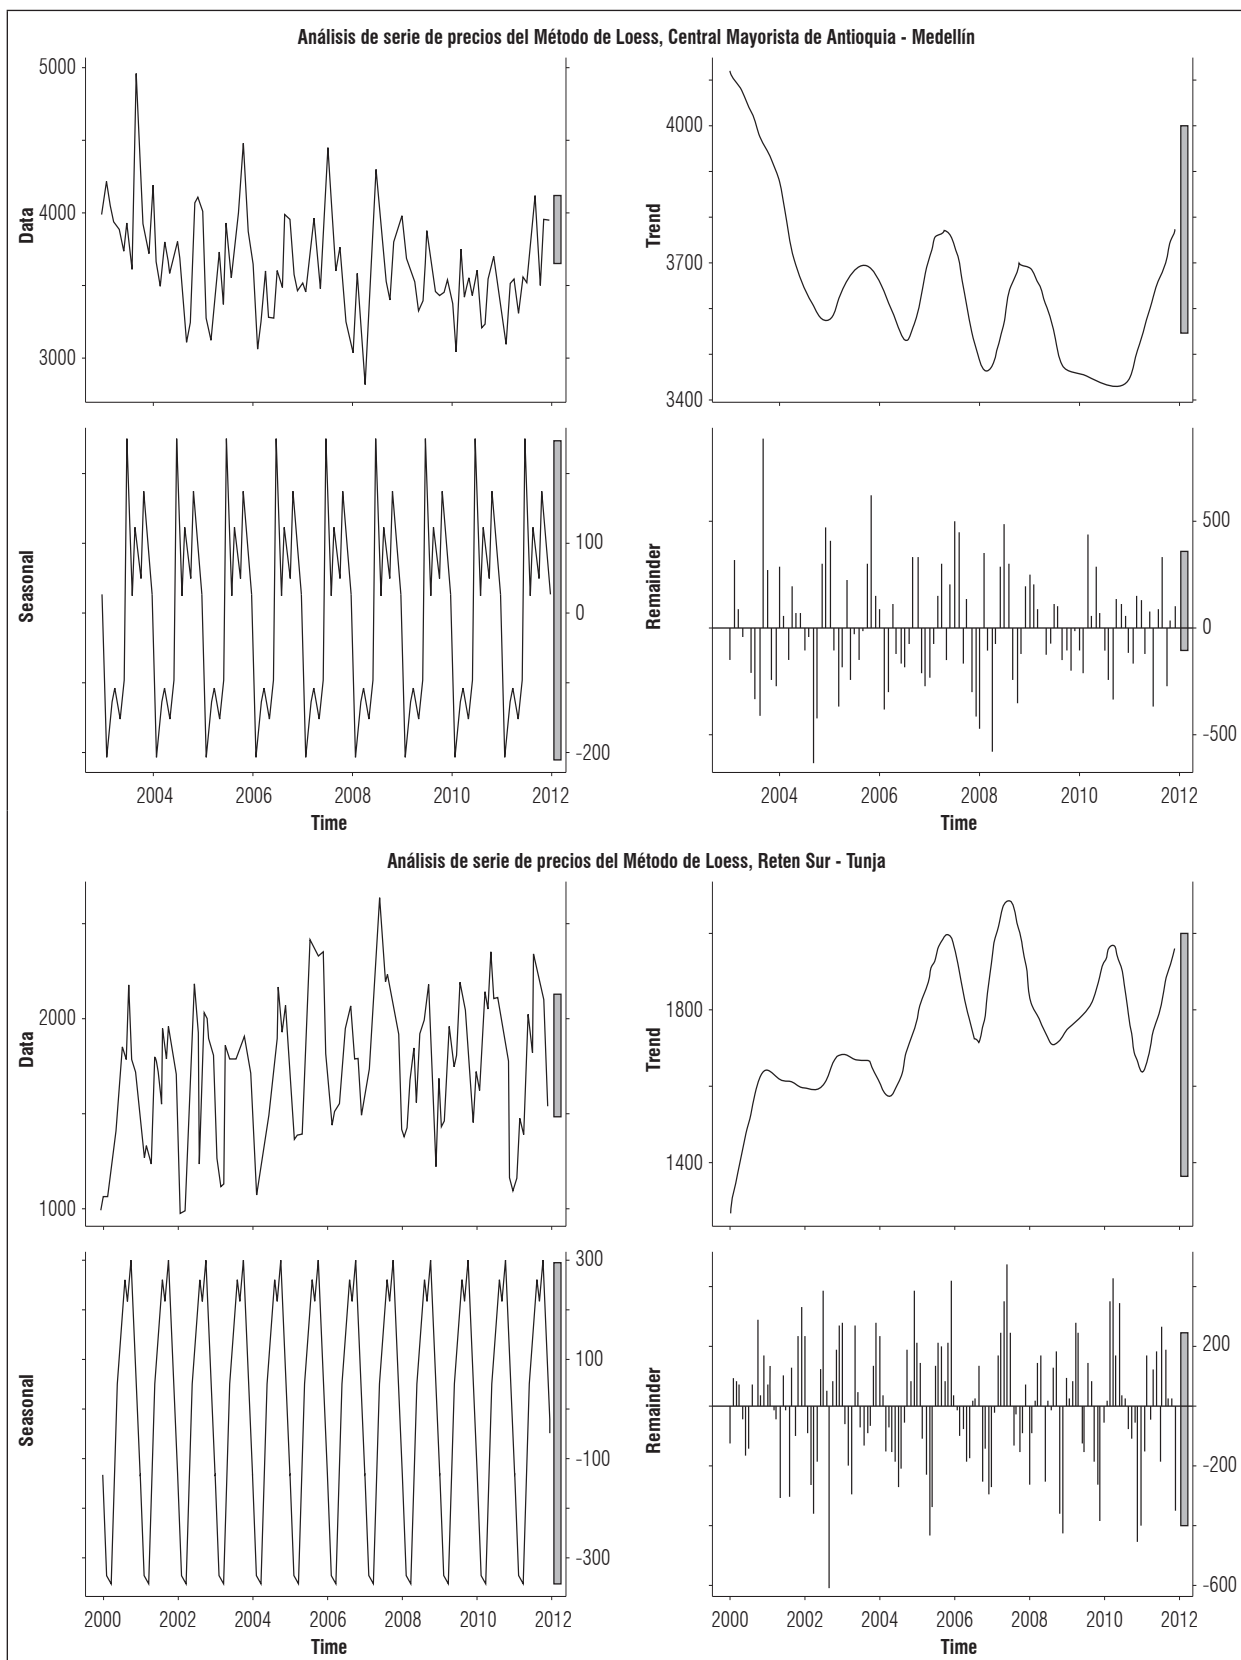 Análisis de serie de precios del Método de Loess, Central Mayorista de Antioquia - Medellín
5000
4000
3000
Data
4000
3700
3400
Trend
100
0
-200
Seasonal
500
0
-500
Remainder
2004 2006 2008 2010 2012
Time
2004 2006 2008 2010 2012
Time
Análisis de serie de precios del Método de Loess, Reten Sur - Tunja
2000
1000
Data
1800
1400
Trend
300
100
-100
-300
Seasonal
200
-200
-600
Remainder
2000 2002 2004 2006 2008 2010 2012
Time
2000 2002 2004 2006 2008 2010 2012
Time